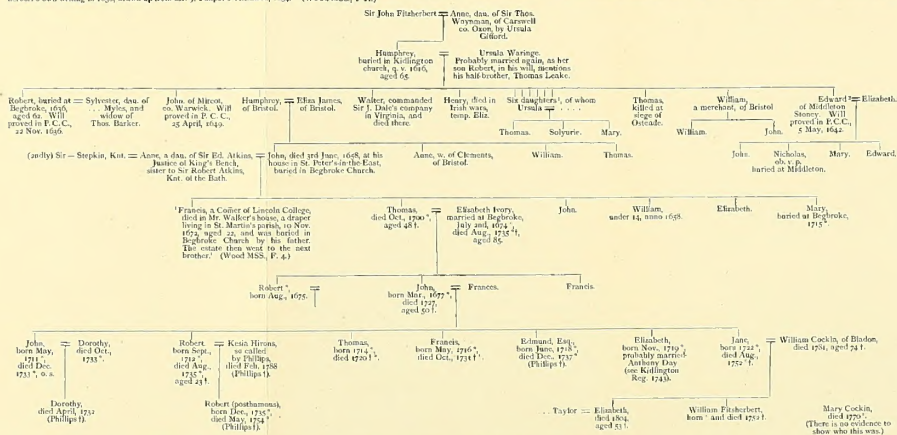 Sir John Fitzherbert = Anne, dau. of Sir Thos.
Waynman, of Carswell
co. Oxon, by Ursula
Gifford.
Humphrey,
buried in Kidlington
church, q. v. 1616,
aged 65.
Ursula Waringe.
Probably married again, as her
son Robert, in his will, mentions
his half-brother, Thomas Leake.
Robert, buried at
Begbroke, 1636,
aged 62. Will
proved in P. C. C.,
22 Nov. 1636.
Sylvester, dau. of
. . . Myles, and
widow of
Thos. Barker.
John, of Mircot,
co. Warwick. Will
proved in P. C. C.,
25 April, 1649.
Humphrey,
of Bristol.
Eliza James,
of Bristol.
Walter, commanded
Sir J. Dale's company
in Virginia, and
died there.
Henry, died in
Irish wars,
temp. Eliz.
Six daughters, of whom
Ursula = . . . .
Thomas. Solyurie. Mary.
Thomas,
killed at
siege of
Osteade.
William,
a merchant, of Bristol
William. John.
Edward
of Middleton
Stoney. Will
proved in P.C.C.,
5 May, 1642.
Elizabeth.
John. Nicholas, Mary. Edward.
ob. v. p.
buried at Middleton.
(2ndly) Sir — Stepkin, Knt. = Anne, a dau. of Sir Ed. Atkins,
Justice of King's Bench,
sister to Sir Robert Atkins,
Knt. of the Bath.
John, died 3rd June, 1658, at his
house in St. Peter's-in-the-East,
buried in Begbroke Church.
Anne, w. of Clements,
of Bristol.
William. Thomas.
'Francis, a Coñer of Lincoln College,
died in Mr. Walker's house, a draper
living in St. Martin's parish, 10 Nov.
1672, aged 22, and was buried in
Begbroke Church by his father.
The estate then went to the next
brother.' (Wood MSS., F. 4.)
Thomas,
died Oct., 1700 *,
aged 48 †.
Elisabeth Ivory,
married at Begbroke,
July 2nd, 1674 *,
died Aug., 1735 *†,
aged 85.
John.
William,
under 14, anno 1658.
Elizabeth.
Mary,
buried at Begbroke,
1715 *.
Robert *,
born Aug., 1675.
John,
born Mar., 1677 *,
died 1727,
aged 50 †.
Frances.
Francis.
John,
born May,
1711 *,
died Dec.
1733 *, o. s.
Dorothy,
died Oct.,
1733 *.
Robert,
born Sept.,
1712 *,
died Aug.,
1735 *,
aged 23 †.
Kesia Hirons,
so called
by Phillips,
died Feb. 1788
(Phillips †).
Thomas,
born 1714 *,
died 1720 †*.
Francis,
born May, 1716 *,
died Oct., 1731 †*.
Edmund, Esq.,
born June, 1718 *,
died Dec., 1737 *
(Phillips †).
Elizabeth,
born Nov., 1719 *,
probably married
Anthony Day
(see Kidlington
Reg. 1743).
Jane,
born 1722 *,
died Aug.,
1752 *†.
William Cockin, of Bladon,
died 1781, aged 74 †.
Dorothy,
died April, 1732
(Phillips †).
Robert (posthumous),
born Dec., 1735 *,
died May, 1754 *
(Phillips †).
. . Taylor = Elizabeth,
died 1804,
aged 53 †.
William Fitzherbert,
born * and died 1752 †.
Mary Cockin,
died 1770 *.
(There is no evidence to
show who this was.)